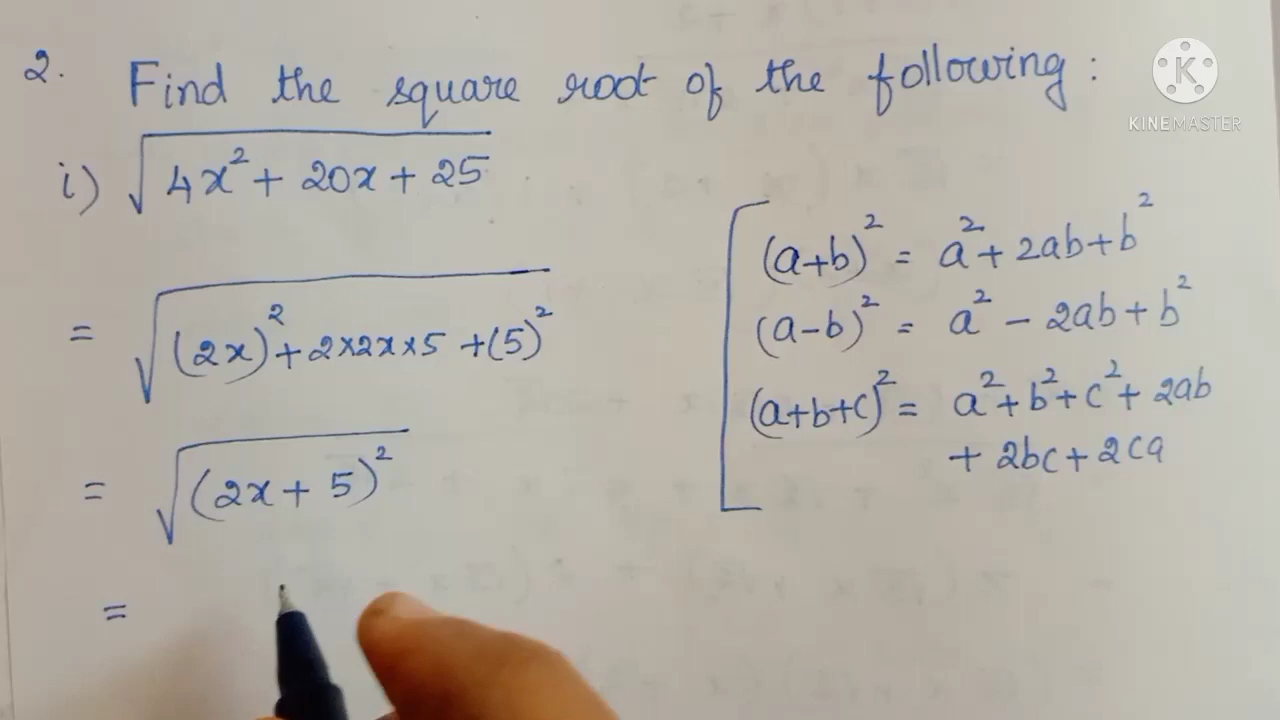 2. Find the square root of the following :
i) √4x² + 20x + 25
= √(2x)² + 2×2x×5 + (5)²
= √(2x + 5)²
=
(a+b)² = a² + 2ab + b²
(a-b)² = a² - 2ab + b²
(a+b+c)² = a² + b² + c² + 2ab
+ 2bc + 2ca
K
KINEMASTER